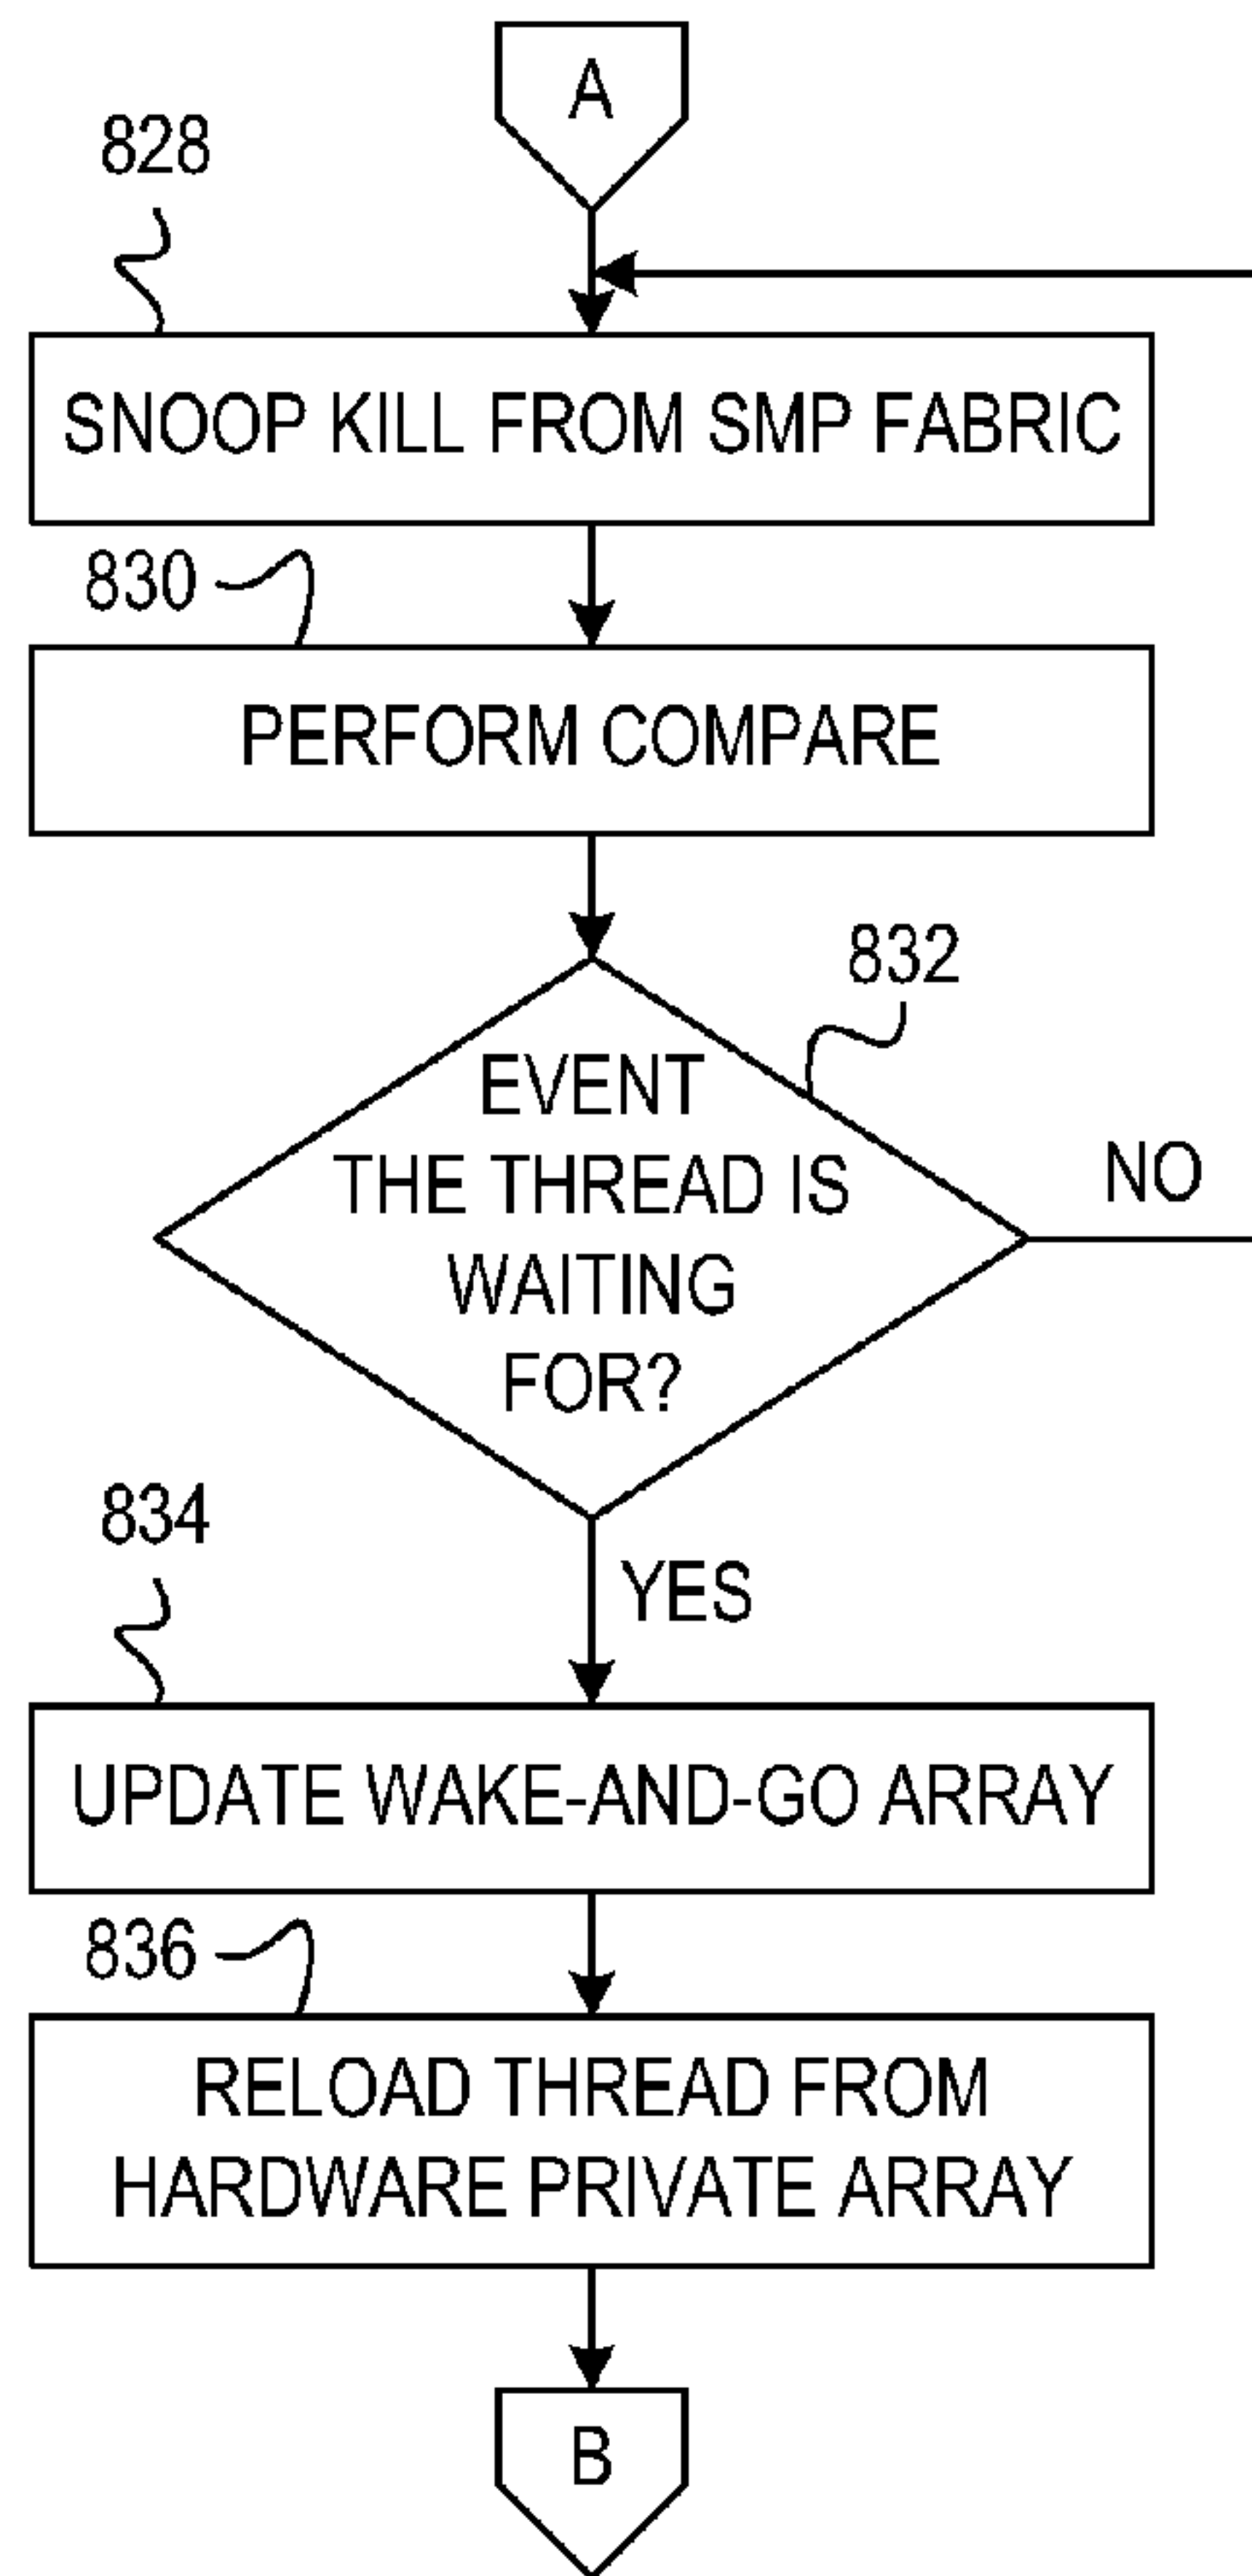 A
828
SNOOP KILL FROM SMP FABRIC
830
PERFORM COMPARE
832
EVENT
THE THREAD IS
WAITING
FOR?
NO
834
YES
UPDATE WAKE-AND-GO ARRAY
836
RELOAD THREAD FROM
HARDWARE PRIVATE ARRAY
B